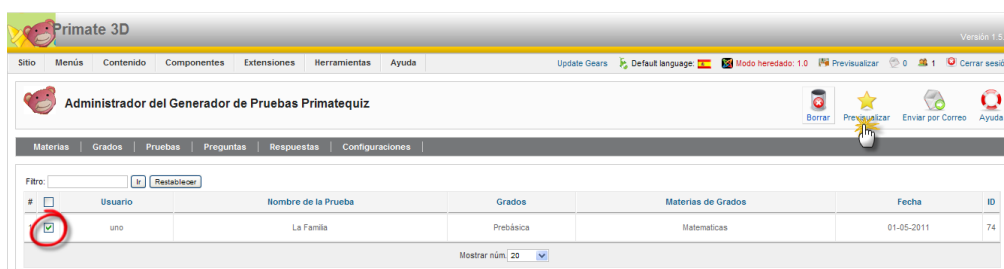 Primate 3D
Versión 1.5.
Sitio Menús Contenido Componentes Extensiones Herramientas Ayuda Update Gears Default language: Modo heredado: 1.0 Previsualizar 0 1 Cerrar sesió
Administrador del Generador de Pruebas Primatequiz
Borrar Previsualizar Enviar por Correo Ayuda
Materias Grados Pruebas Preguntas Respuestas Configuraciones
Filtro: Ir Restablecer
# Usuario Nombre de la Prueba Grados Materias de Grados Fecha ID
uno La Familia Prebásica Matematicas 01-05-2011 74
Mostrar núm. 20